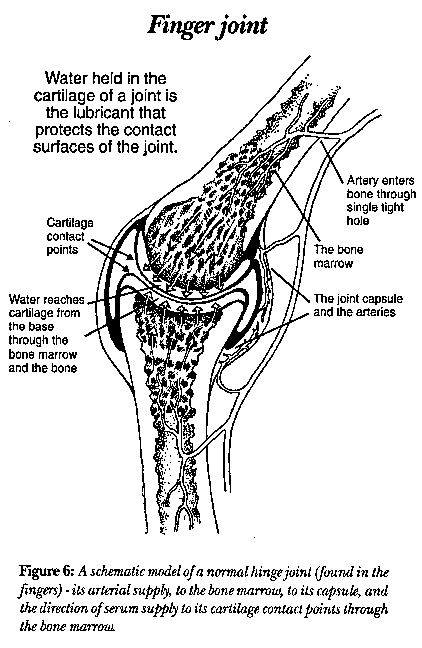 Finger joint
Water held in the
cartilage of a joint is
the lubricant that
protects the contact
surfaces of the joint.
Artery enters
bone through
single tight
hole
Cartilage
contact
points
The bone
marrow
Water reaches
cartilage from
the base
through the
bone marrow
and the bone
The joint capsule
and the arteries
Figure 6: A schematic model of a normal hinge joint (found in the
fingers) - its arterial supply, to the bone marrow, to its capsule, and
the direction of serum supply to its cartilage contact points through
the bone marrow.